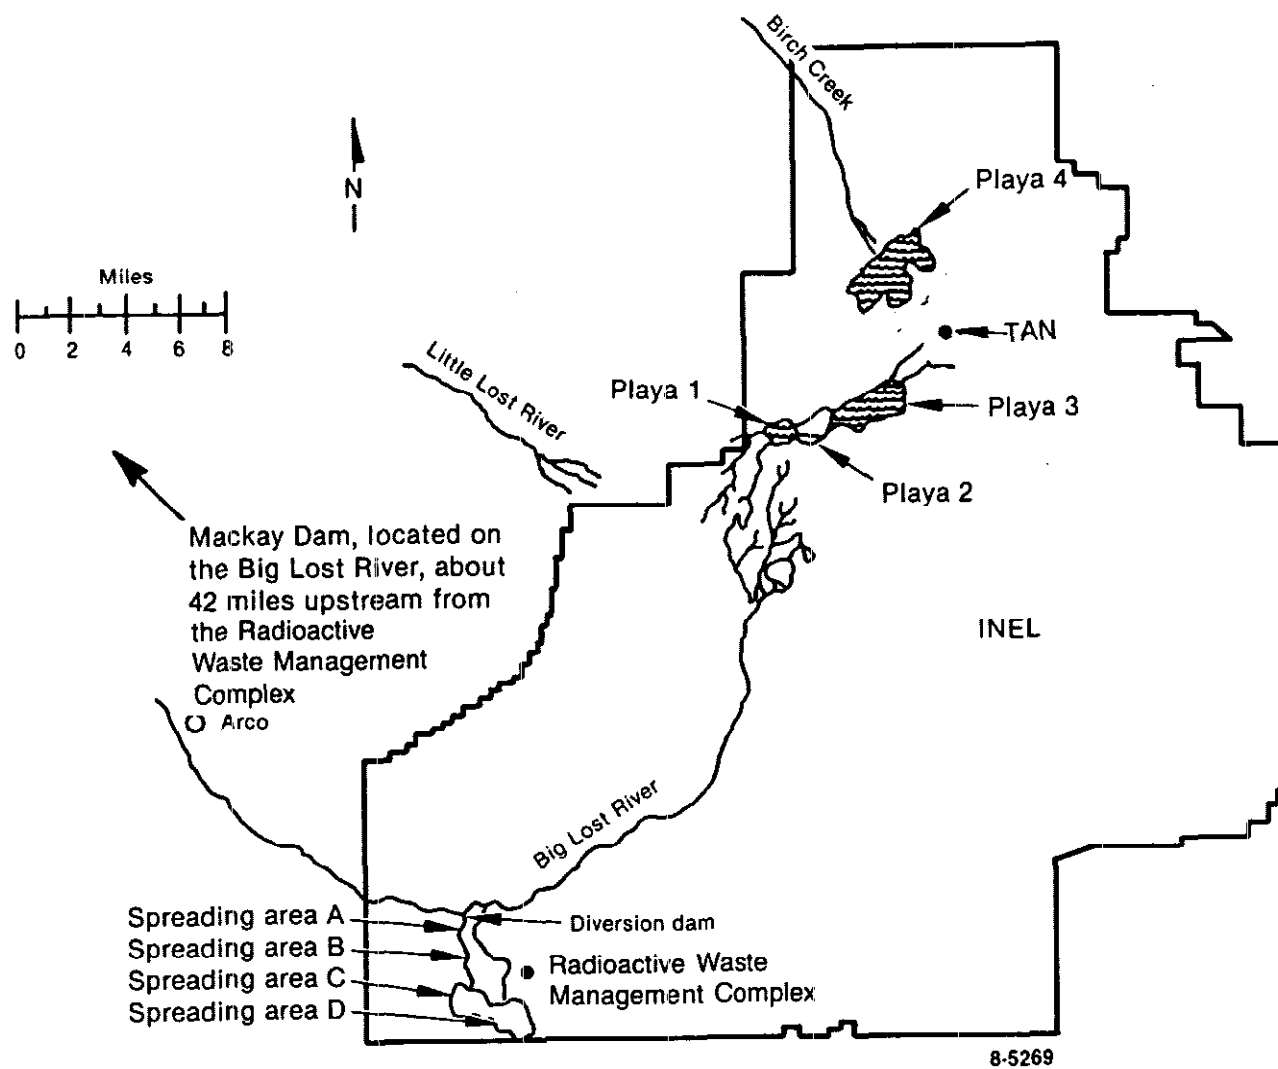 Birch Creek
Playa 4
N
Miles
0 2 4 6 8
TAN
Little Lost River
Playa 1
Playa 3
Playa 2
Mackay Dam, located on
the Big Lost River, about
42 miles upstream from
the Radioactive
Waste Management
Complex
Arco
INEL
Big Lost River
Spreading area A
Diversion dam
Spreading area B
Radioactive Waste
Management Complex
Spreading area C
Spreading area D
8-5269